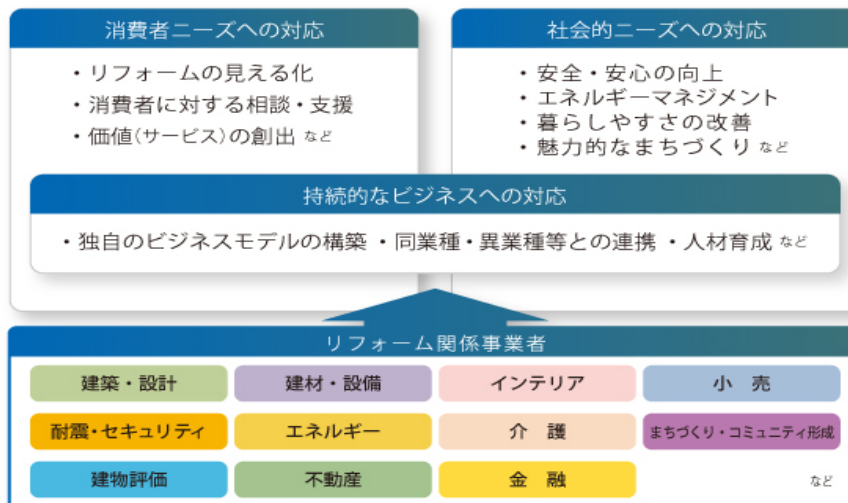 消費者ニーズへの対応
・リフォームの見える化
・消費者に対する相談・支援
・価値(サービス)の創出 など
社会的ニーズへの対応
・安全・安心の向上
・エネルギーマネジメント
・暮らしやすさの改善
・魅力的なまちづくり など
持続的なビジネスへの対応
・独自のビジネスモデルの構築 ・同業種・異業種等との連携 ・人材育成 など
リフォーム関係事業者
建築・設計 建材・設備 インテリア 小 売
耐震・セキュリティ エネルギー 介 護 まちづくり・コミュニティ形成
建物評価 不動産 金 融 など